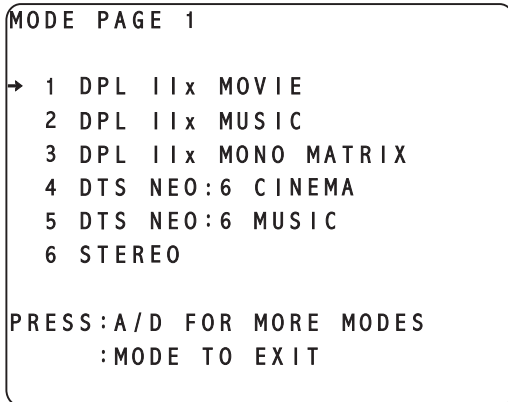 MODE PAGE 1
→ 1 DPL IIx MOVIE
2 DPL IIx MUSIC
3 DPL IIx MONO MATRIX
4 DTS NEO:6 CINEMA
5 DTS NEO:6 MUSIC
6 STEREO
PRESS:A/D FOR MORE MODES
:MODE TO EXIT